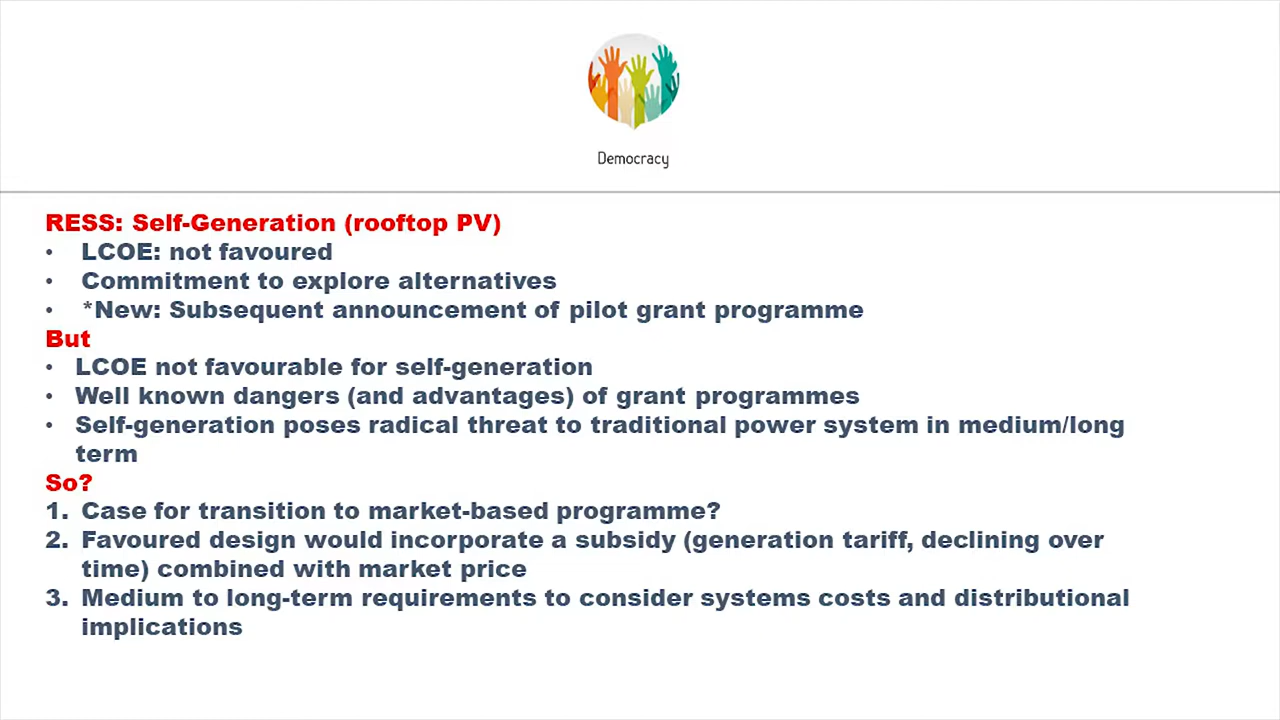 Democracy
RESS: Self-Generation (rooftop PV)
• LCOE: not favoured
• Commitment to explore alternatives
• *New: Subsequent announcement of pilot grant programme
But
• LCOE not favourable for self-generation
• Well known dangers (and advantages) of grant programmes
• Self-generation poses radical threat to traditional power system in medium/long
term
So?
1. Case for transition to market-based programme?
2. Favoured design would incorporate a subsidy (generation tariff, declining over
time) combined with market price
3. Medium to long-term requirements to consider systems costs and distributional
implications